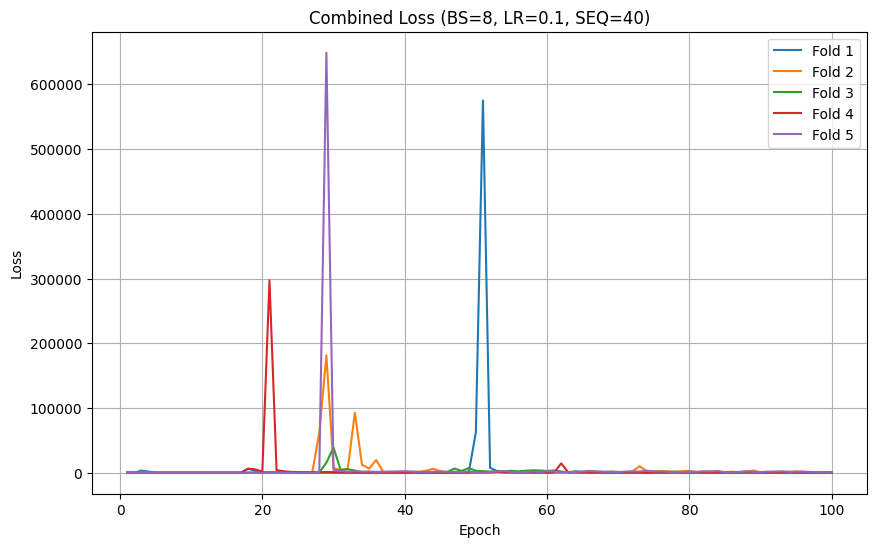 Combined Loss (BS=8, LR=0.1, SEQ=40)
Fold 1
Fold 2
Fold 3
Fold 4
Fold 5
Loss
600000
500000
400000
300000
200000
100000
0
0 20 40 60 80 100
Epoch